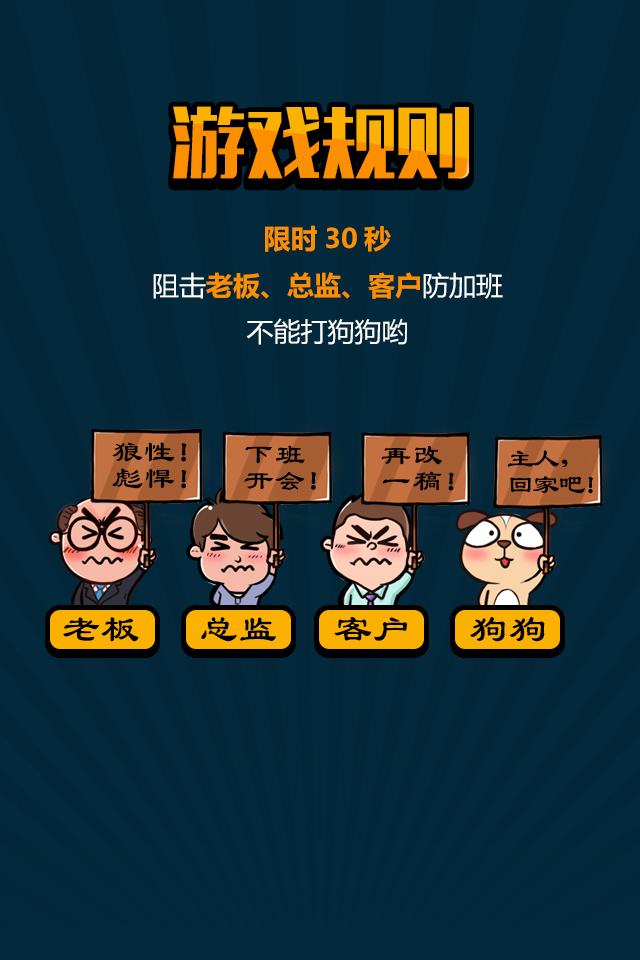 游戏规则
限时 30 秒
阻击老板、总监、客户防加班
不能打狗狗哟
狼性！
彪悍！
下班
开会！
再改
一稿！
主人，
回家吧！
老板
总监
客户
狗狗